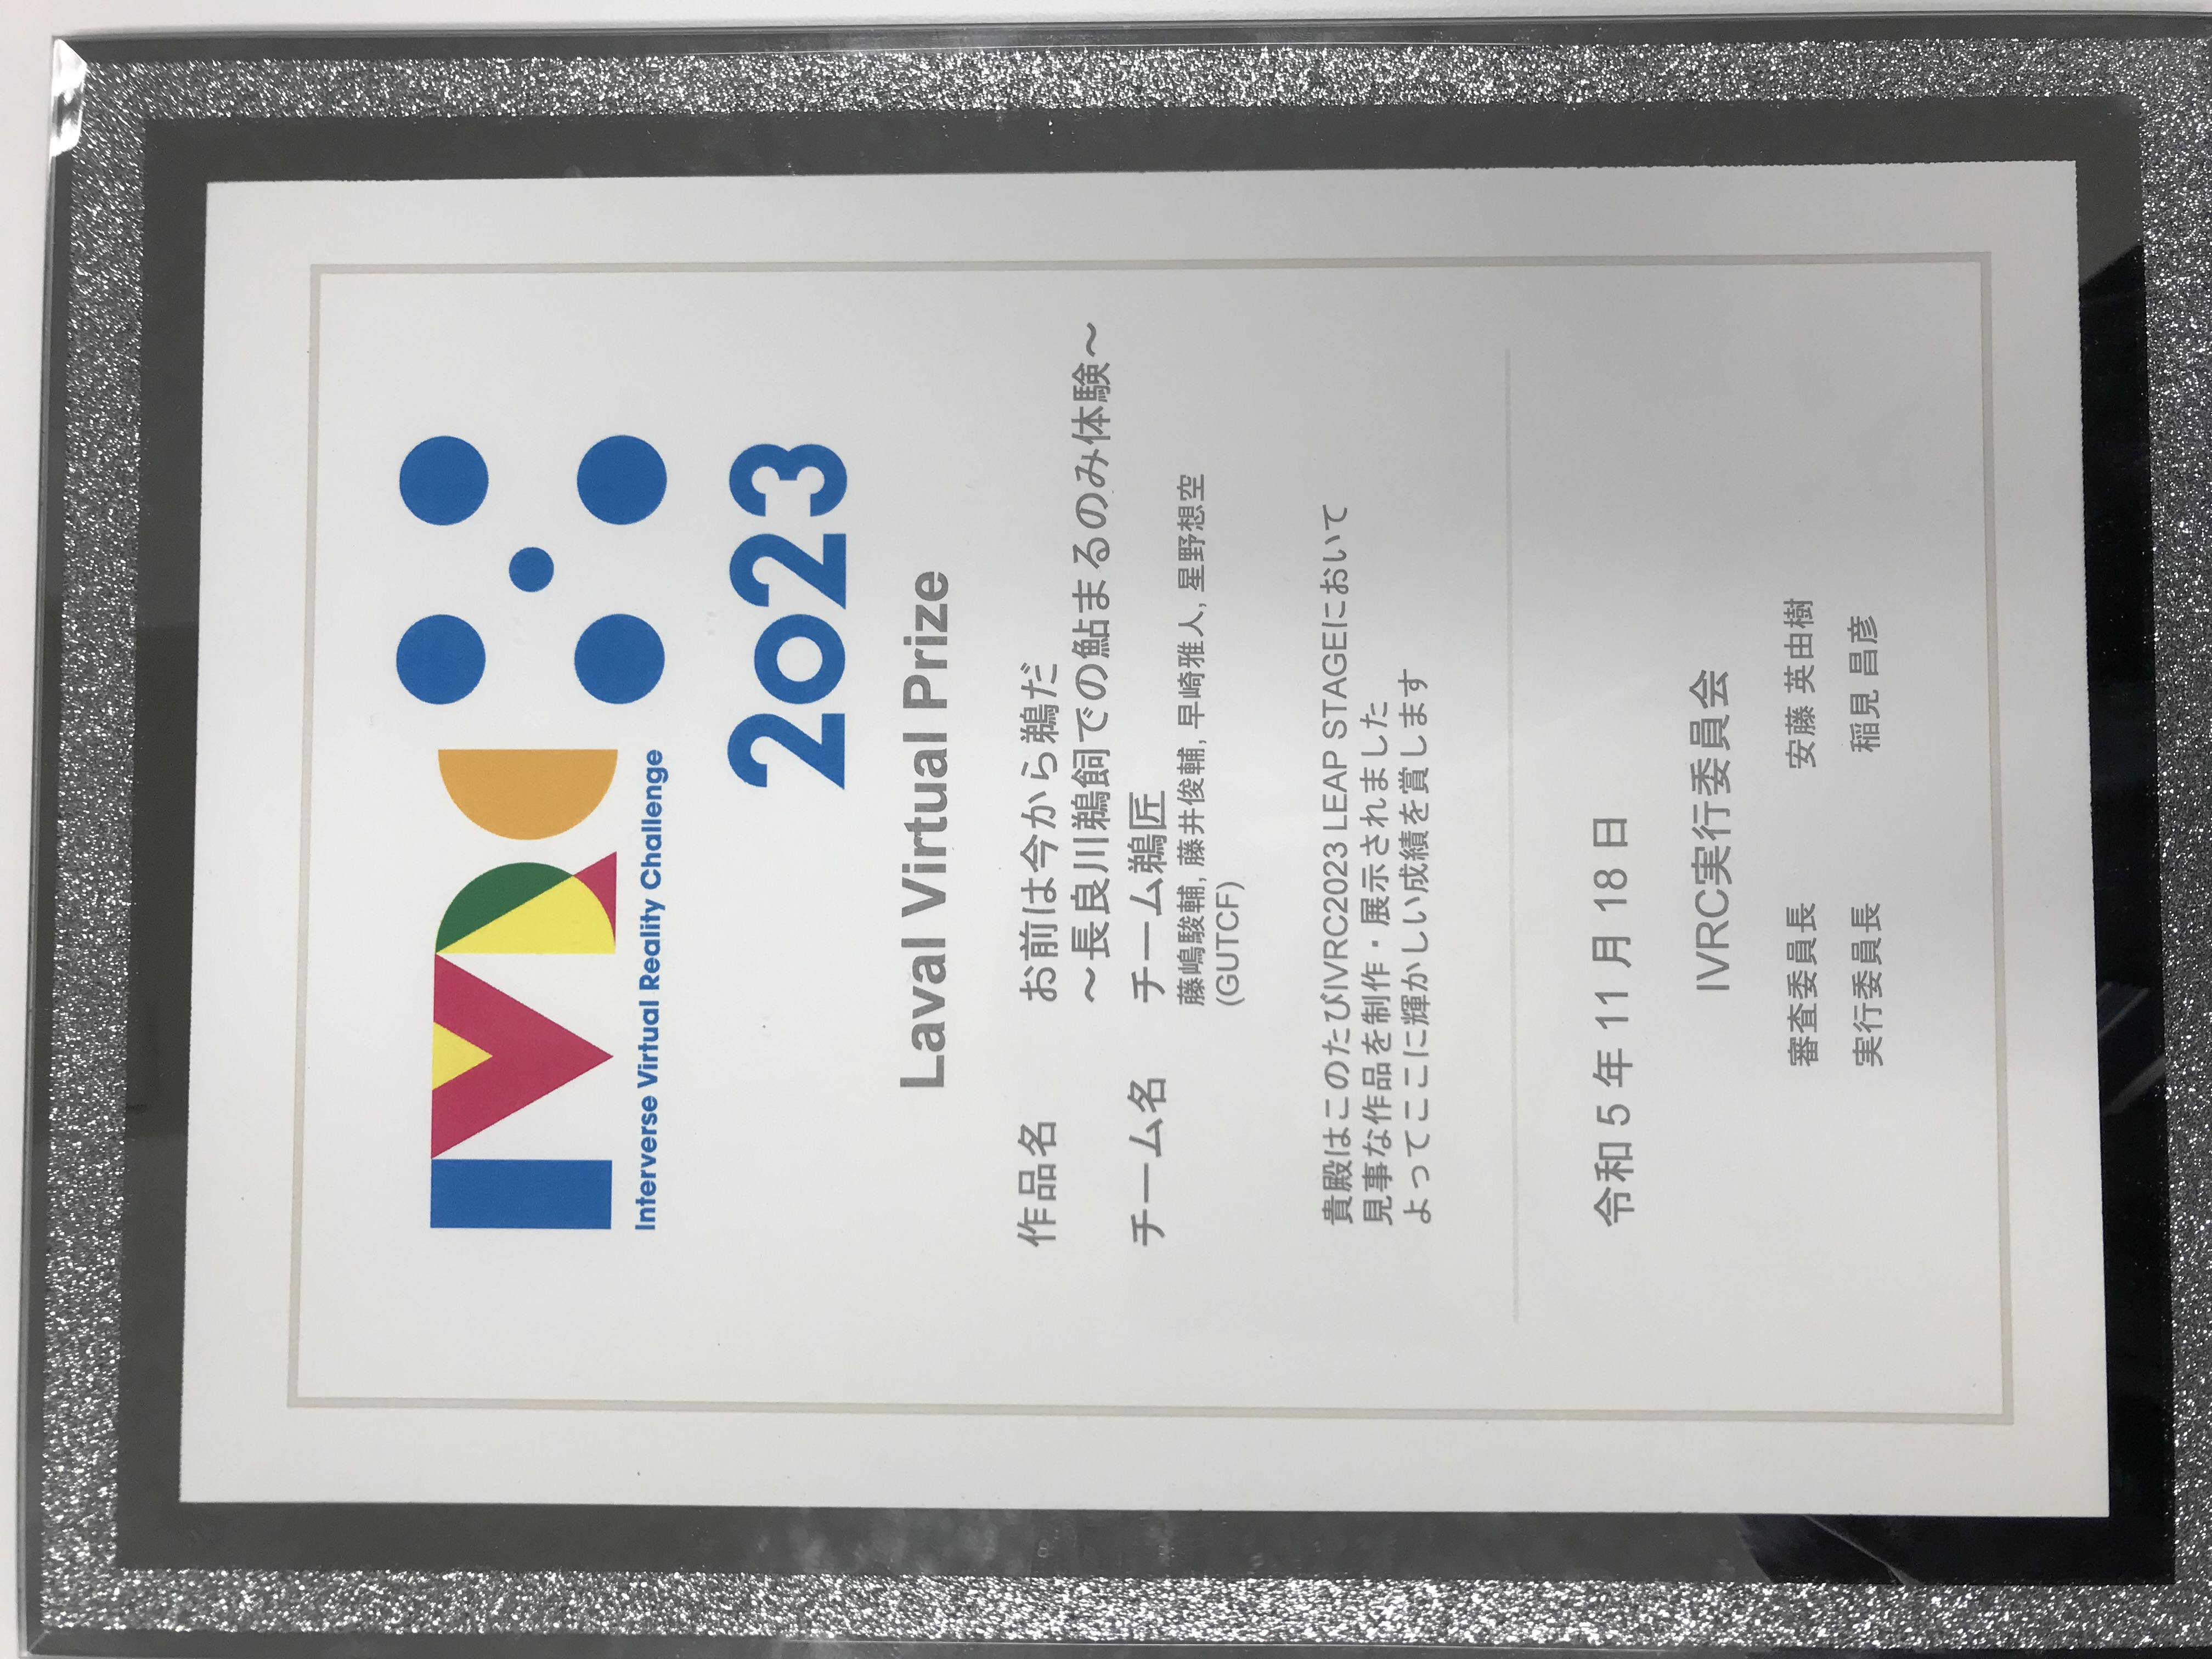 IVRC
Interverse Virtual Reality Challenge
2023
Laval Virtual Prize
作品名 お前は今から鵜だ
～長良川鵜飼での鮎まるのみ体験～
チーム名 チーム鵜匠
藤嶋駿輔, 藤井俊輔, 早崎雅人, 星野想空
(GUTCF)
貴殿はこのたびIVRC2023 LEAP STAGEにおいて
見事な作品を制作・展示されました
よってここに輝かしい成績を賞します
令和 5 年 11 月 18 日
IVRC実行委員会
審査委員長 安藤 英由樹
実行委員長 稲見 昌彦